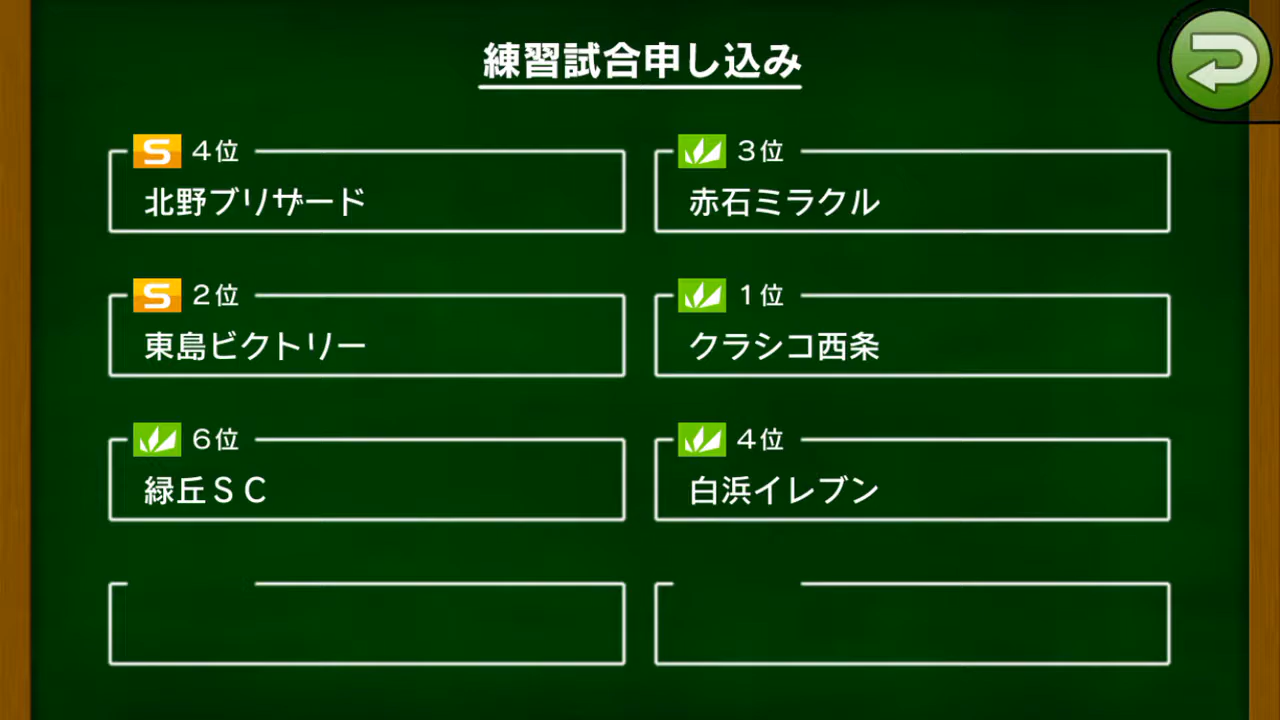 練習試合申し込み
S 4位
北野ブリザード
3位
赤石ミラクル
S 2位
東島ビクトリー
1位
クラシコ西条
6位
緑丘ＳＣ
4位
白浜イレブン